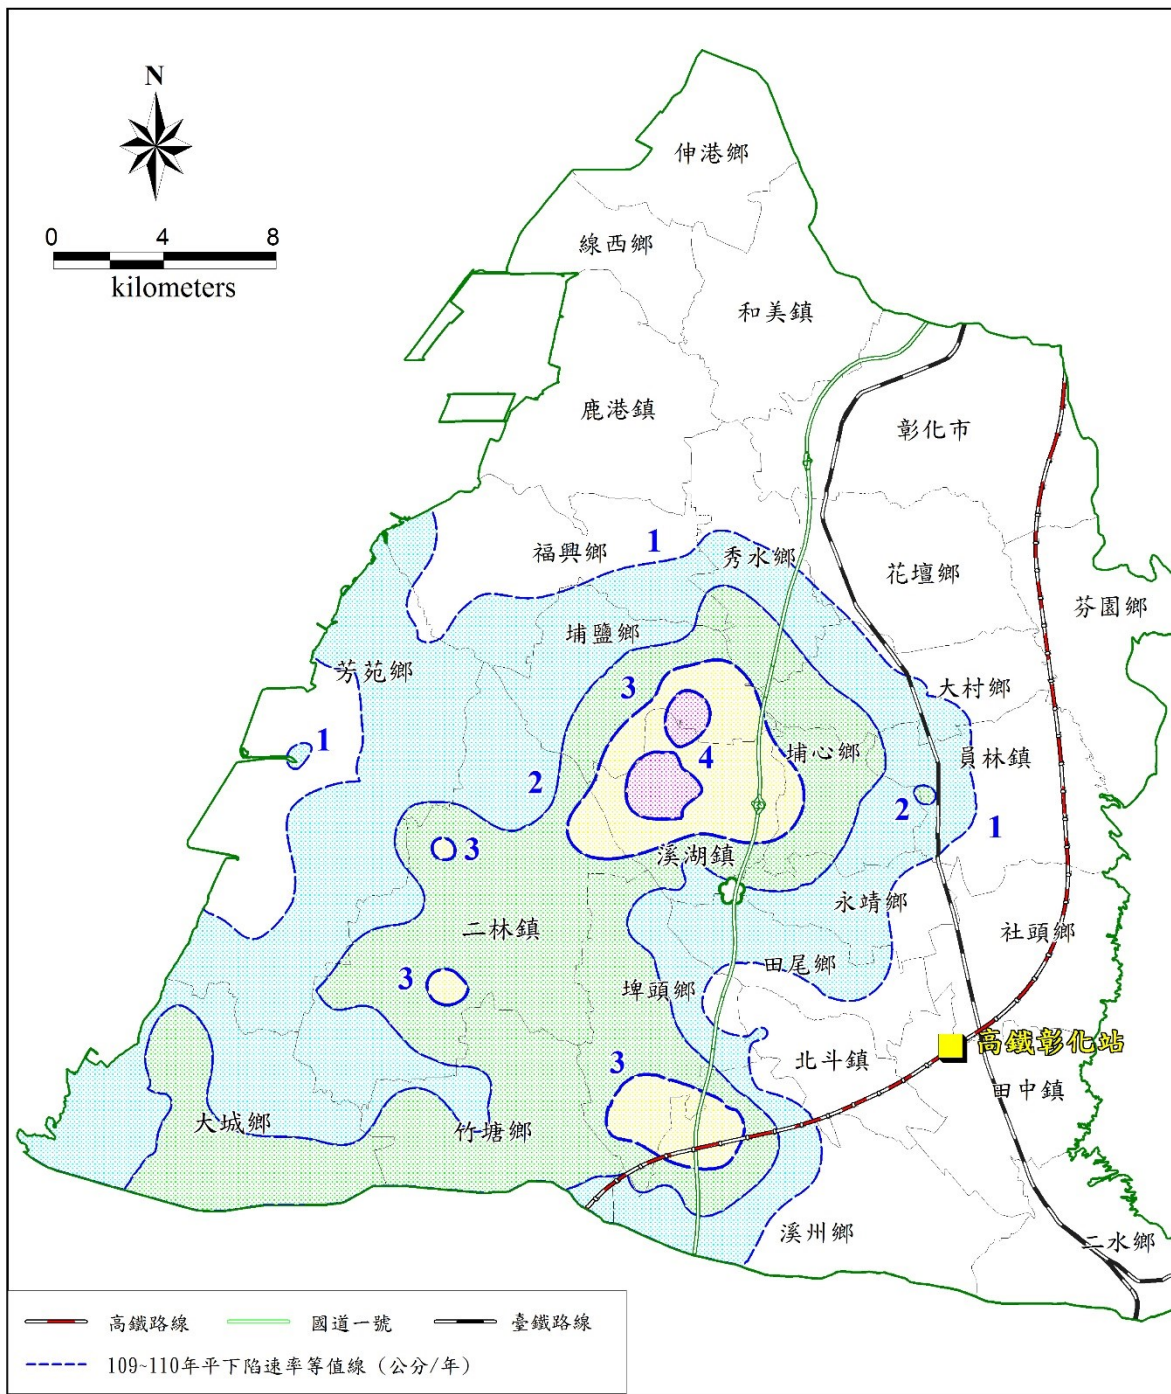 N
0 4 8
kilometers
伸港鄉
線西鄉
和美鎮
鹿港鎮
彰化市
福興鄉
1
秀水鄉
花壇鄉
芬園鄉
埔鹽鄉
芳苑鄉
3
大村鄉
1
4
埔心鄉
員林鎮
2
2
1
3
溪湖鎮
永靖鄉
二林鎮
社頭鄉
3
埤頭鄉
田尾鄉
高鐵彰化站
3
北斗鎮
田中鎮
大城鄉
竹塘鄉
溪州鄉
二水鄉
高鐵路線 國道一號 臺鐵路線
109~110年平下陷速率等值線 (公分/年)